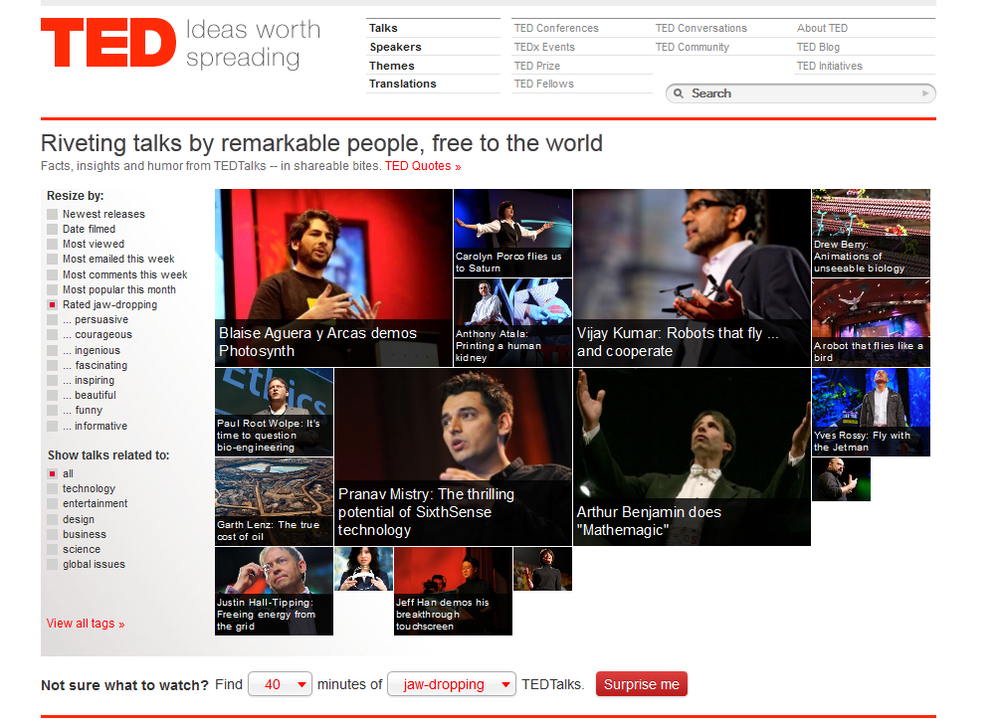 TED Ideas worth
spreading
Talks
Speakers
Themes
Translations
TED Conferences
TEDx Events
TED Prize
TED Fellows
TED Conversations
TED Community
About TED
TED Blog
TED Initiatives
Search
Riveting talks by remarkable people, free to the world
Facts, insights and humor from TEDTalks -- in shareable bites. TED Quotes »
Resize by:
Newest releases
Date filmed
Most viewed
Most emailed this week
Most comments this week
Most popular this month
Rated jaw-dropping
... persuasive
... courageous
... ingenious
... fascinating
... inspiring
... beautiful
... funny
... informative
Show talks related to:
all
technology
entertainment
design
business
science
global issues
View all tags »
Blaise Aguera y Arcas demos
Photosynth
Carolyn Porco flies us
to Saturn
Anthony Atala:
Printing a human
kidney
Vijay Kumar: Robots that fly ...
and cooperate
Drew Berry:
Animations of
unseeable biology
A robot that flies like a
bird
Ethics
Paul Root Wolpe: It's
time to question
bio-engineering
Garth Lenz: The true
cost of oil
Pranav Mistry: The thrilling
potential of SixthSense
technology
Arthur Benjamin does
"Mathemagic"
Yves Rossy: Fly with
the Jetman
Justin Hall-Tipping:
Freeing energy from
the grid
Jeff Han demos his
breakthrough
touchscreen
Not sure what to watch? Find 40 minutes of jaw-dropping TEDTalks. Surprise me